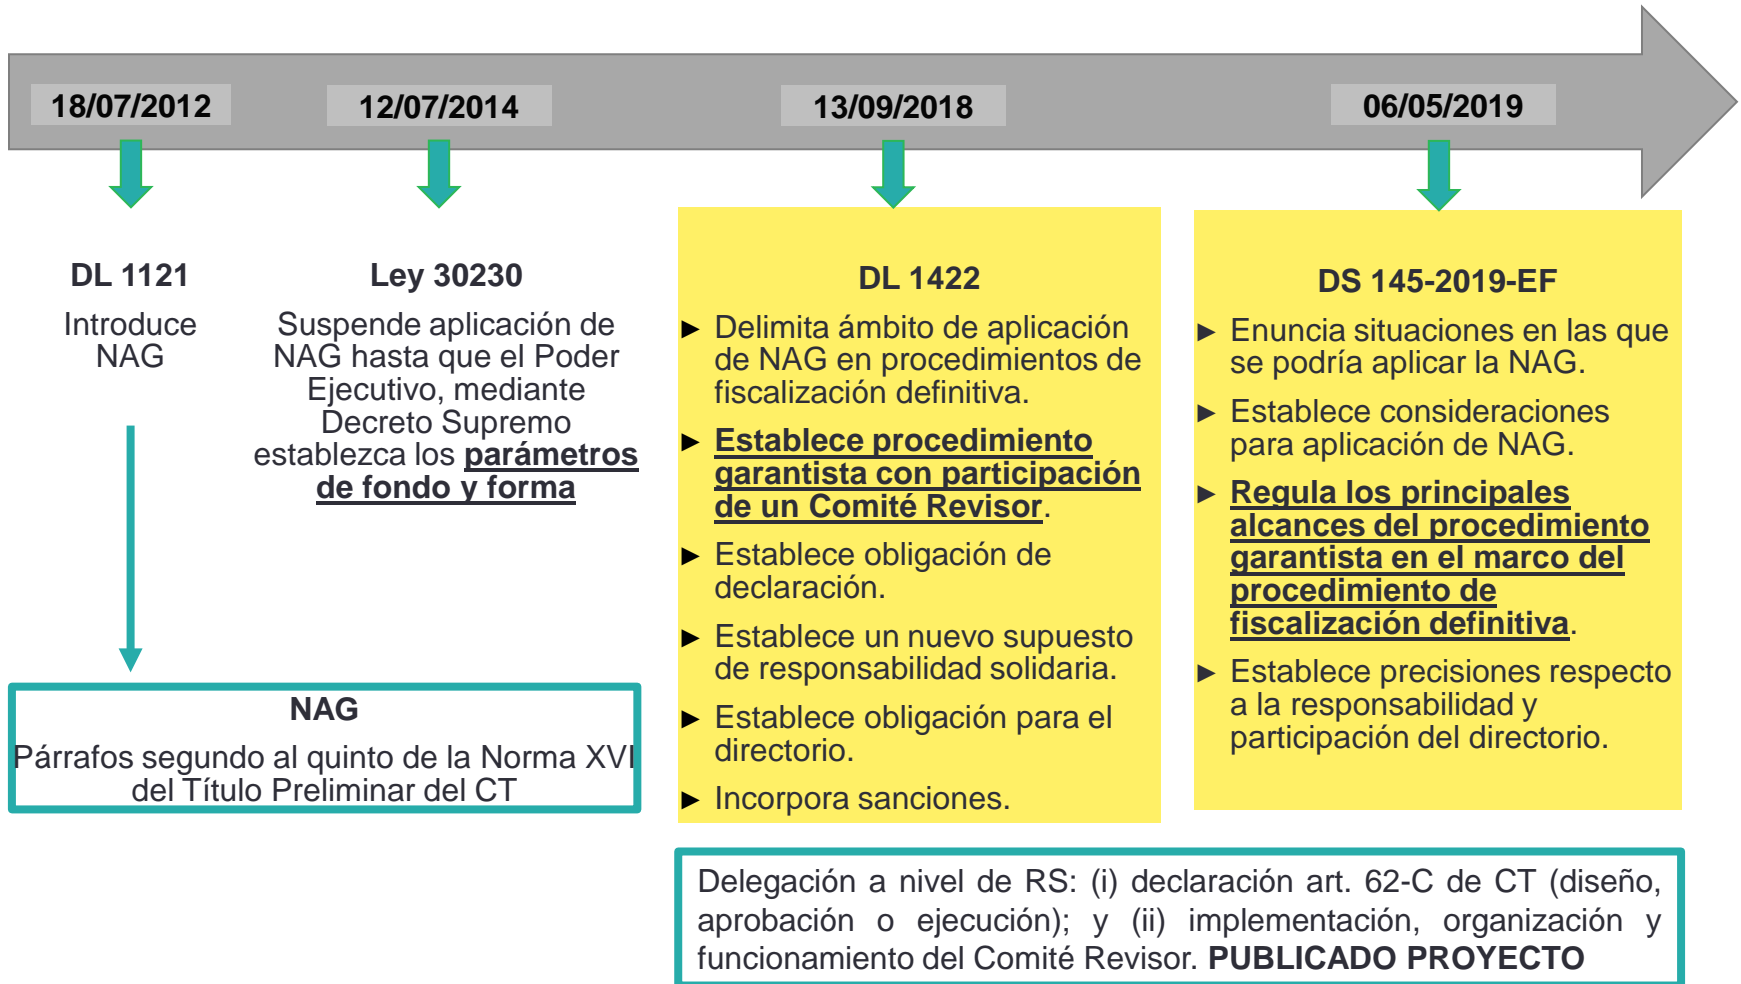 18/07/2012
12/07/2014
13/09/2018
06/05/2019
DL 1121
Introduce
NAG
NAG
Párrafos segundo al quinto de la Norma XVI
del Título Preliminar del CT
Ley 30230
Suspende aplicación de
NAG hasta que el Poder
Ejecutivo, mediante
Decreto Supremo
establezca los parámetros
de fondo y forma
DL 1422
► Delimita ámbito de aplicación
de NAG en procedimientos de
fiscalización definitiva.
► Establece procedimiento
garantista con participación
de un Comité Revisor.
► Establece obligación de
declaración.
► Establece un nuevo supuesto
de responsabilidad solidaria.
► Establece obligación para el
directorio.
► Incorpora sanciones.
DS 145-2019-EF
► Enuncia situaciones en las que
se podría aplicar la NAG.
► Establece consideraciones
para aplicación de NAG.
► Regula los principales
alcances del procedimiento
garantista en el marco del
procedimiento de
fiscalización definitiva.
► Establece precisiones respecto
a la responsabilidad y
participación del directorio.
Delegación a nivel de RS: (i) declaración art. 62-C de CT (diseño,
aprobación o ejecución); y (ii) implementación, organización y
funcionamiento del Comité Revisor. PUBLICADO PROYECTO